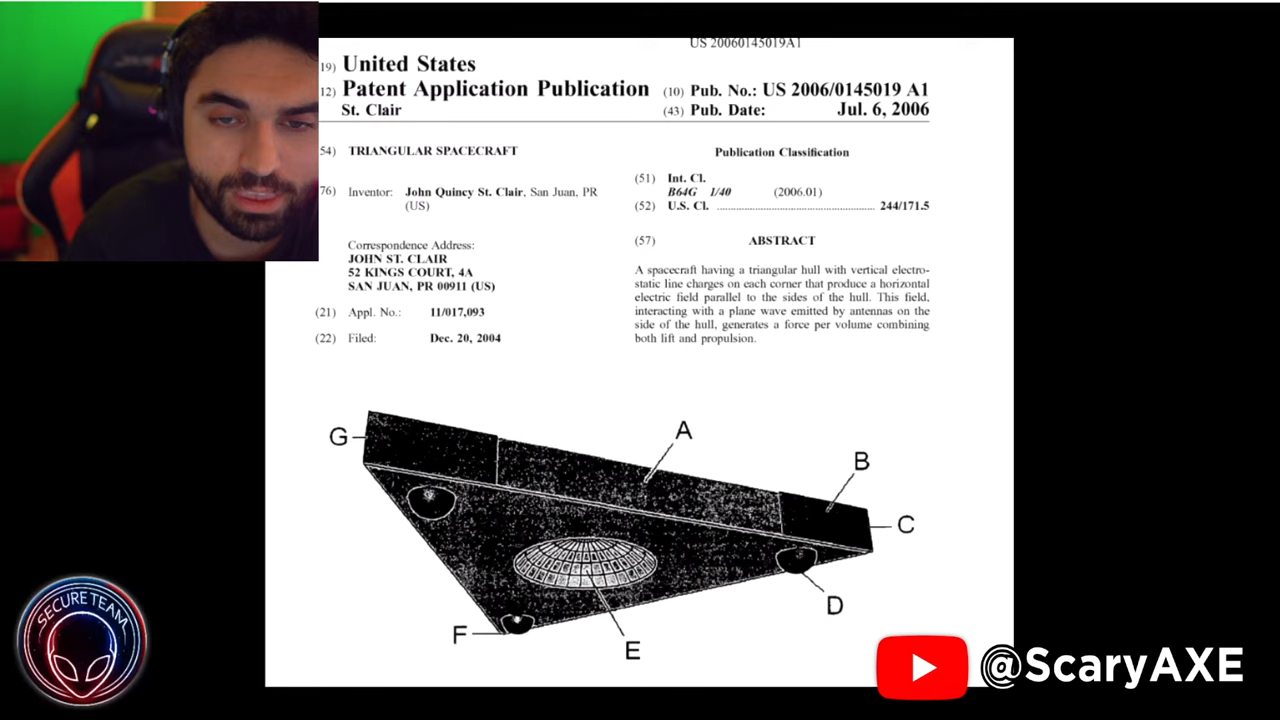 US 20060145019A1
19) United States
12) Patent Application Publication
St. Clair
(10) Pub. No.: US 2006/0145019 A1
(43) Pub. Date: Jul. 6, 2006
54) TRIANGULAR SPACECRAFT
76) Inventor: John Quincy St. Clair, San Juan, PR
(US)
Correspondence Address:
JOHN ST. CLAIR
52 KINGS COURT, 4A
SAN JUAN, PR 00911 (US)
(21) Appl. No.: 11/017,093
(22) Filed: Dec. 20, 2004
Publication Classification
(51) Int. Cl.
B64G 1/40 (2006.01)
(52) U.S. Cl. .............................................................. 244/171.5
(57) ABSTRACT
A spacecraft having a triangular hull with vertical electro-
static line charges on each corner that produce a horizontal
electric field parallel to the sides of the hull. This field,
interacting with a plane wave emitted by antennas on the
side of the hull, generates a force per volume combining
both lift and propulsion.
G
A
B
C
D
F
E
SECURETEAM
@ScaryAXE